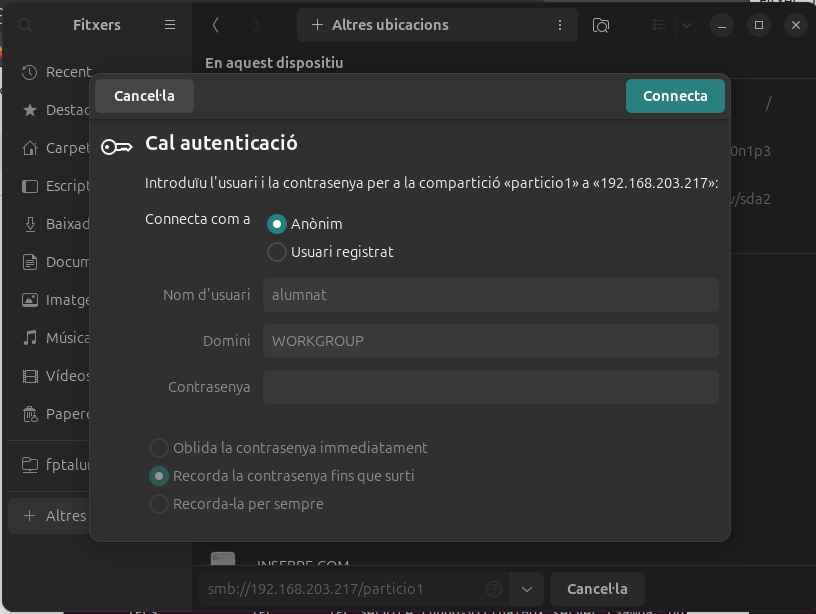 Fitxers
Altres ubicacions
En aquest dispositiu
Recent
Destac
Carpet
Escript
Baixad
Docum
Imatge
Música
Vídeos
Papere
fptalur
Altres
/
0n1p3
/sda2
Cancel·la
Connecta
Cal autenticació
Introduïu l'usuari i la contrasenya per a la compartició «particio1» a «192.168.203.217»:
Connecta com a
Anònim
Usuari registrat
Nom d'usuari
alumnat
Domini
WORKGROUP
Contrasenya
Oblida la contrasenya immediatament
Recorda la contrasenya fins que surti
Recorda-la per sempre
INSEBRE.COM
smb://192.168.203.217/particio1
Cancel·la